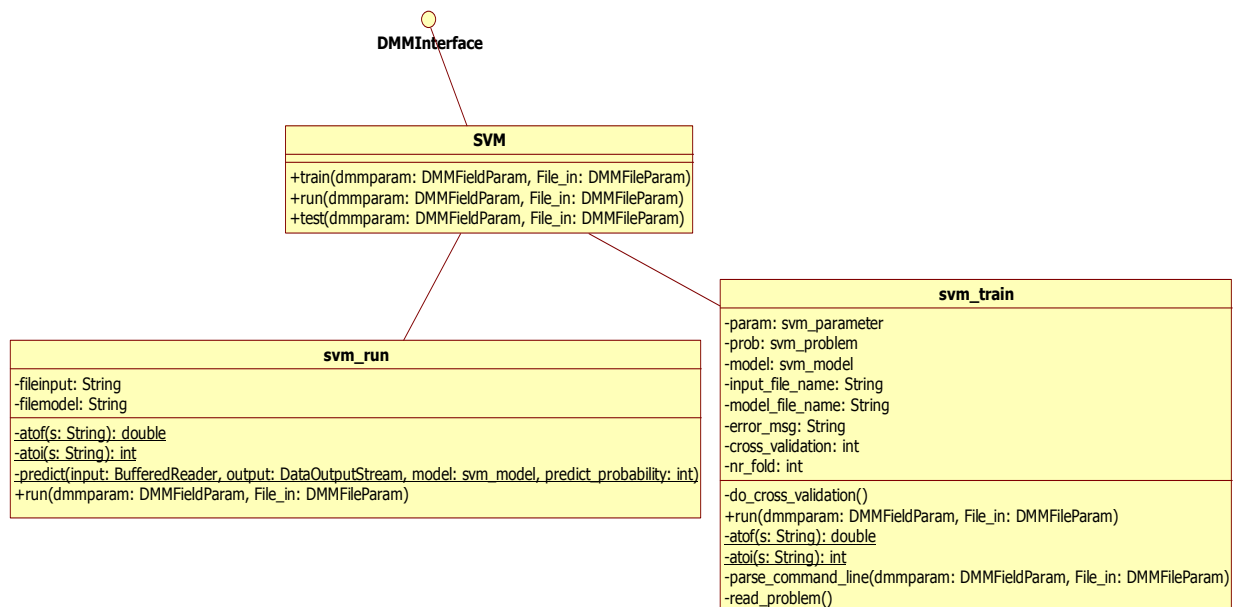 DMMInterface
SVM
+train(dmmparam: DMMFieldParam, File_in: DMMFileParam)
+run(dmmparam: DMMFieldParam, File_in: DMMFileParam)
+test(dmmparam: DMMFieldParam, File_in: DMMFileParam)
svm_run
-fileinput: String
-filemodel: String
-atof(s: String): double
-atoi(s: String): int
-predict(input: BufferedReader, output: DataOutputStream, model: svm_model, predict_probability: int)
+run(dmmparam: DMMFieldParam, File_in: DMMFileParam)
svm_train
-param: svm_parameter
-prob: svm_problem
-model: svm_model
-input_file_name: String
-model_file_name: String
-error_msg: String
-cross_validation: int
-nr_fold: int
-do_cross_validation()
+run(dmmparam: DMMFieldParam, File_in: DMMFileParam)
-atof(s: String): double
-atoi(s: String): int
-parse_command_line(dmmparam: DMMFieldParam, File_in: DMMFileParam)
-read_problem()